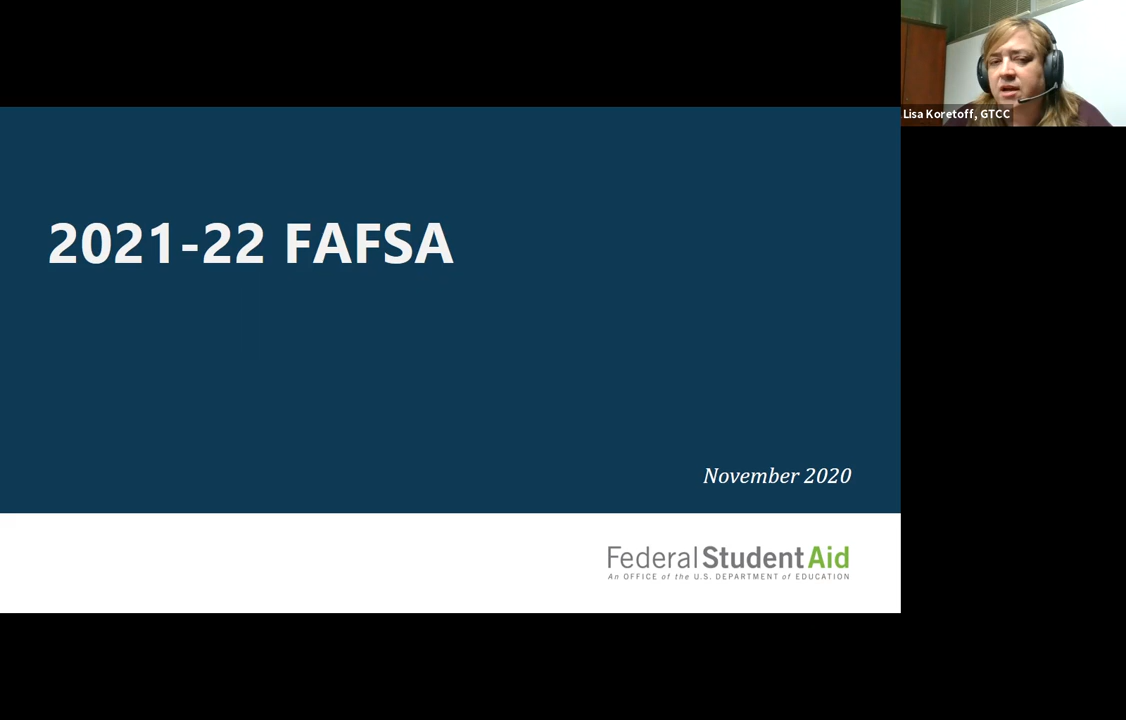 Lisa Koretoff, GTCC
2021-22 FAFSA
November 2020
Federal Student Aid
An OFFICE of the U.S. DEPARTMENT of EDUCATION